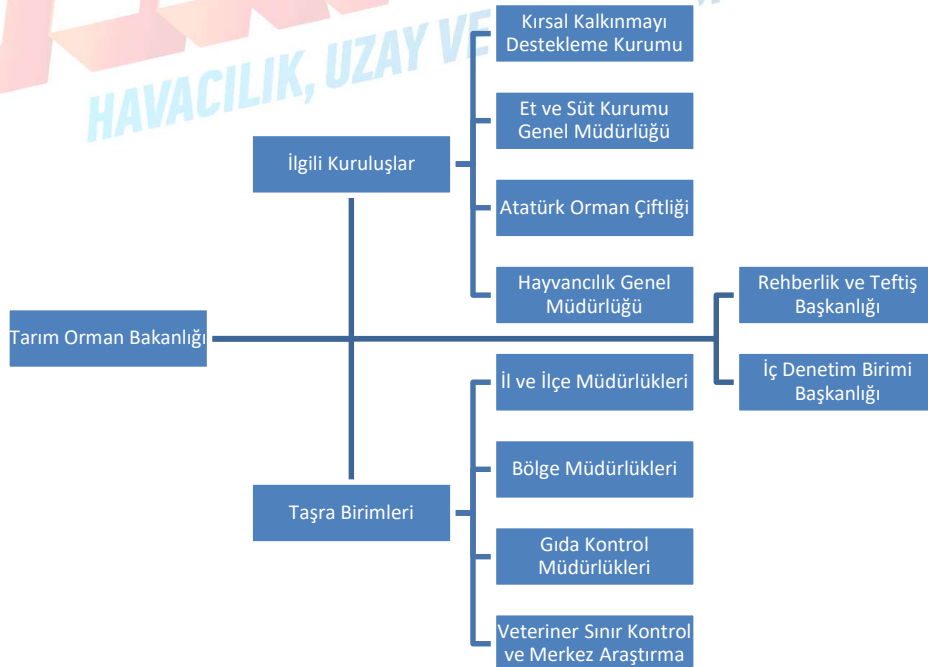 HAVACILIK, UZAY VE
Kırsal Kalkınmayı
Destekleme Kurumu
Et ve Süt Kurumu
Genel Müdürlüğü
İlgili Kuruluşlar
Atatürk Orman Çiftliği
Hayvancılık Genel
Müdürlüğü
Rehberlik ve Teftiş
Başkanlığı
Tarım Orman Bakanlığı
İç Denetim Birimi
Başkanlığı
İl ve İlçe Müdürlükleri
Bölge Müdürlükleri
Taşra Birimleri
Gıda Kontrol
Müdürlükleri
Veteriner Sınır Kontrol
ve Merkez Araştırma